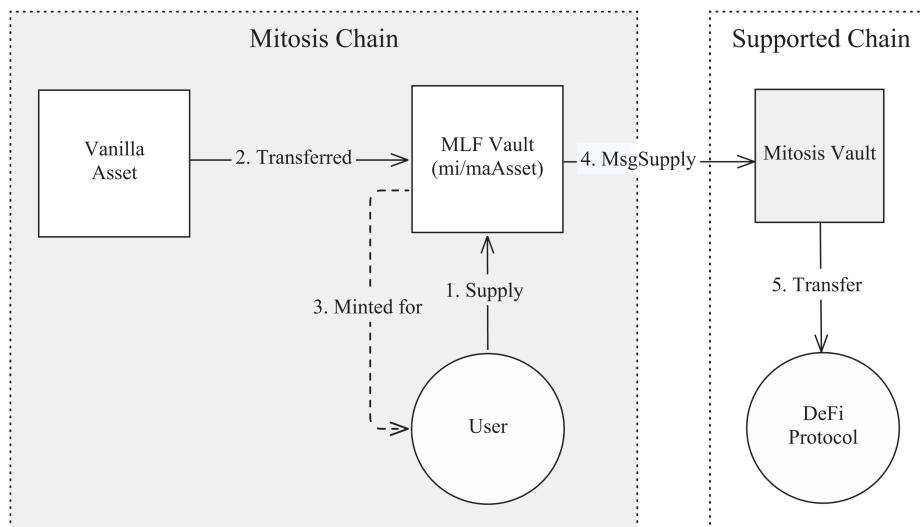 Mitosis Chain
Supported Chain
Vanilla
Asset
2. Transferred
MLF Vault
(mi/maAsset)
4. MsgSupply
Mitosis Vault
3. Minted for
1. Supply
5. Transfer
User
DeFi
Protocol